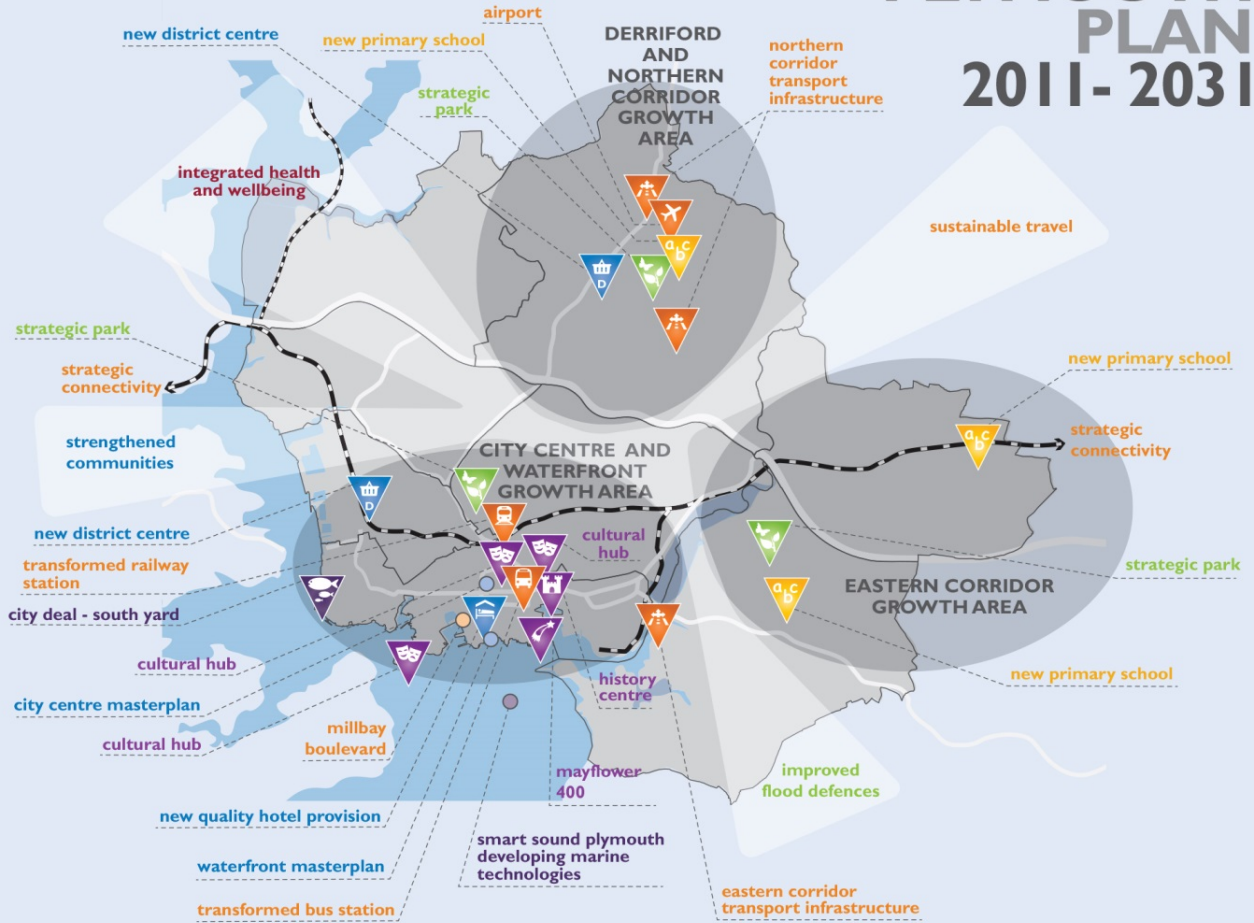 PLAN
2011- 2031
airport
new district centre
new primary school
strategic
park
DERRIFORD
AND
NORTHERN
CORRIDOR
GROWTH
AREA
northern
corridor
transport
infrastructure
integrated health
and wellbeing
sustainable travel
a b c
D
strategic park
strategic
connectivity
new primary school
a b c
strategic
connectivity
strengthened
communities
CITY CENTRE AND
WATERFRONT
GROWTH AREA
D
new district centre
cultural
hub
transformed railway
station
strategic park
EASTERN CORRIDOR
GROWTH AREA
a b c
city deal - south yard
cultural hub
history
centre
new primary school
city centre masterplan
cultural hub
millbay
boulevard
mayflower
400
improved
flood defences
new quality hotel provision
smart sound plymouth
developing marine
technologies
waterfront masterplan
transformed bus station
eastern corridor
transport infrastructure